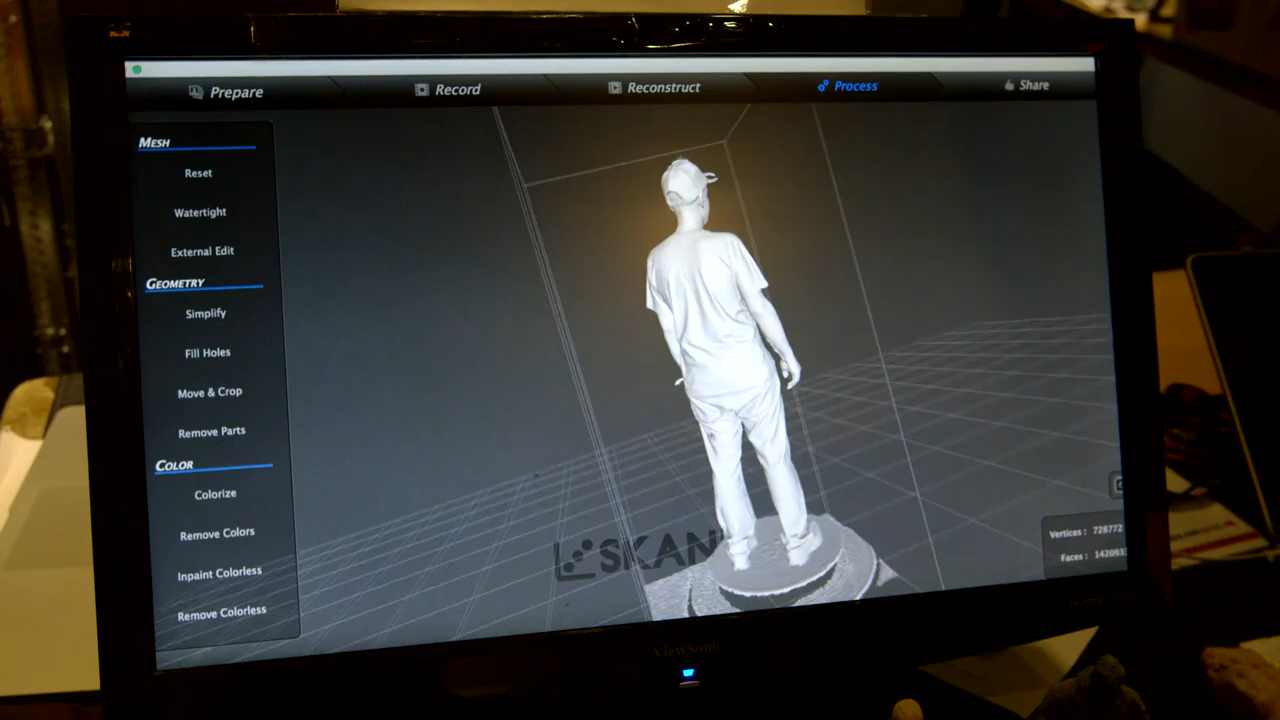 Prepare
Record
Reconstruct
Process
Share
MESH
Reset
Watertight
External Edit
GEOMETRY
Simplify
Fill Holes
Move & Crop
Remove Parts
COLOR
Colorize
Remove Colors
Inpaint Colorless
Remove Colorless
SKAN
Vertices : 728772
Faces :
ViewSonic